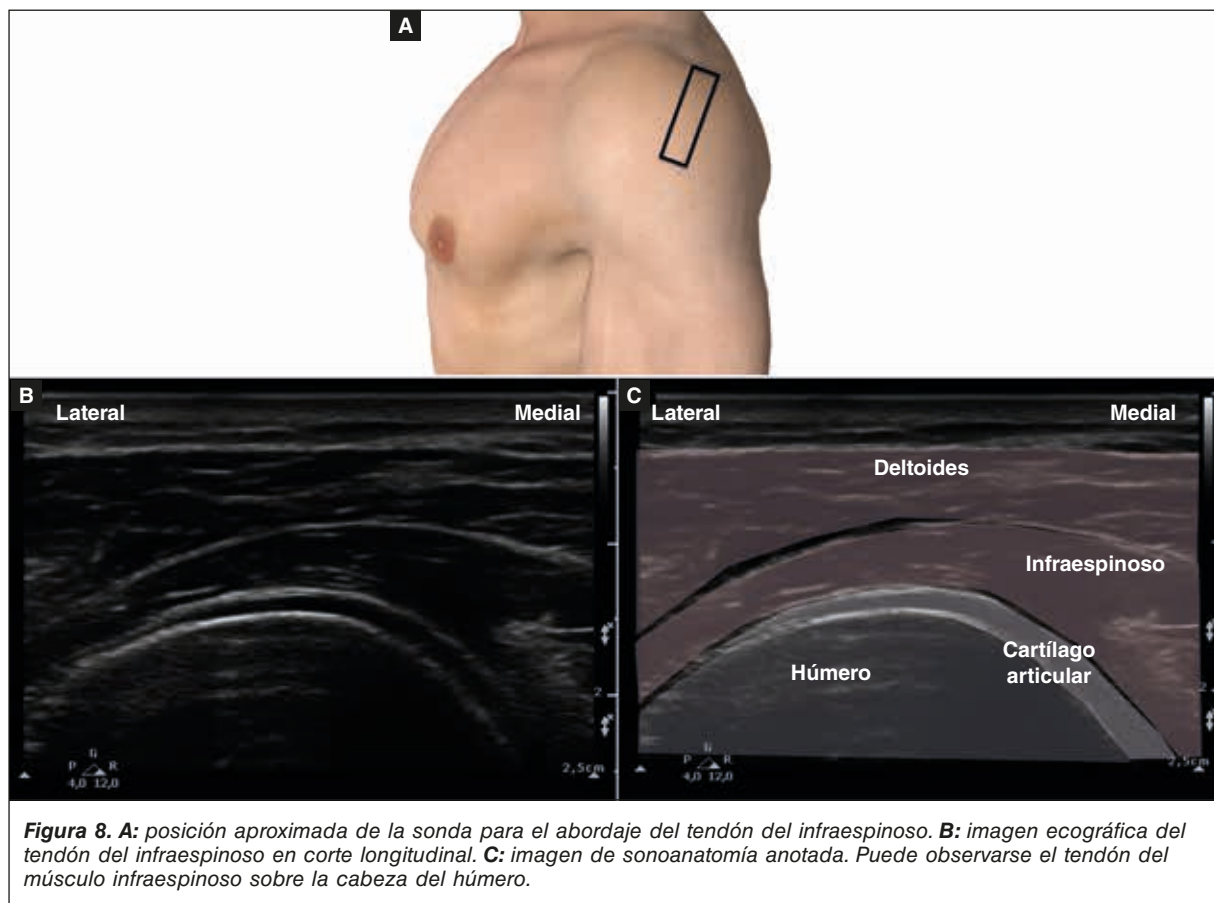 A
B
Lateral Medial
P R
4,0 12,0
2
2,5cm
C
Lateral Medial
Deltoides
Infraespinoso
Cartílago
articular
Húmero
P R
4,0 12,0
2
2,5cm
Figura 8. A: posición aproximada de la sonda para el abordaje del tendón del infraespinoso. B: imagen ecográfica del
tendón del infraespinoso en corte longitudinal. C: imagen de sonoanatomía anotada. Puede observarse el tendón del
músculo infraespinoso sobre la cabeza del húmero.